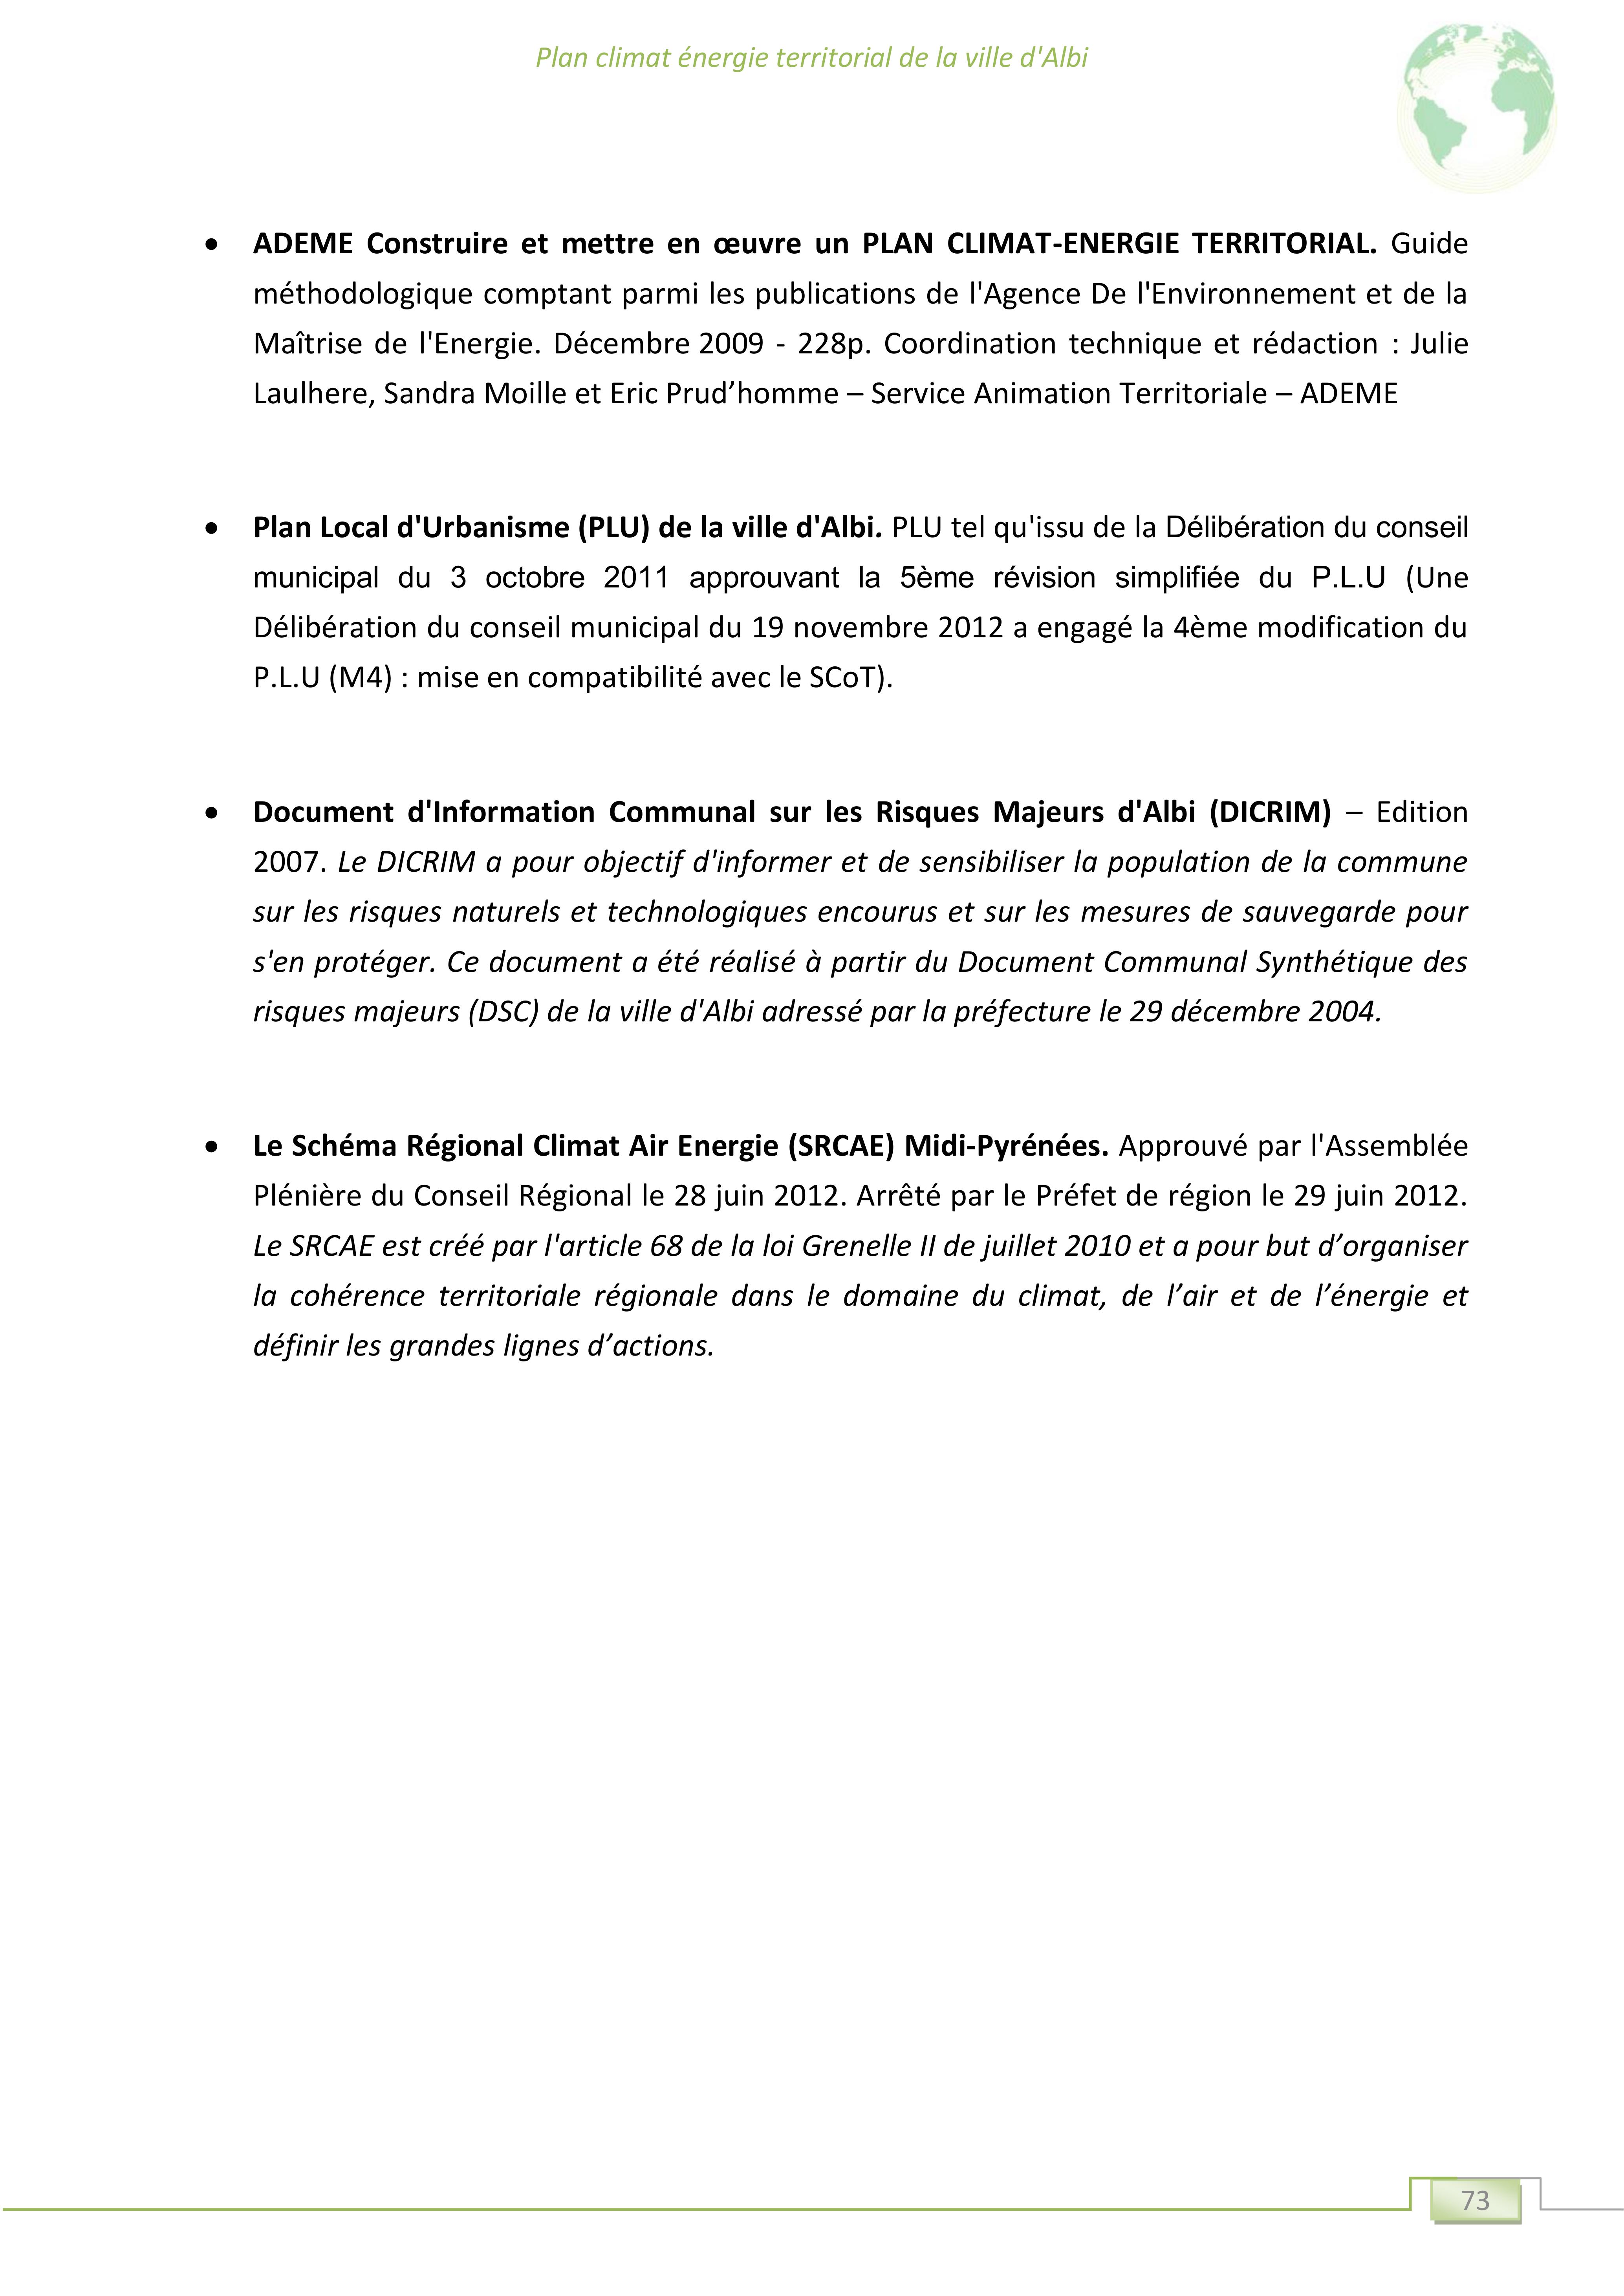 Plan climat énergie territorial de la ville d'Albi
• ADEME Construire et mettre en œuvre un PLAN CLIMAT-ENERGIE TERRITORIAL. Guide
méthodologique comptant parmi les publications de l'Agence De l'Environnement et de la
Maîtrise de l'Energie. Décembre 2009 - 228p. Coordination technique et rédaction : Julie
Laulhere, Sandra Moille et Eric Prud’homme – Service Animation Territoriale – ADEME
• Plan Local d'Urbanisme (PLU) de la ville d'Albi. PLU tel qu'issu de la Délibération du conseil
municipal du 3 octobre 2011 approuvant la 5ème révision simplifiée du P.L.U (Une
Délibération du conseil municipal du 19 novembre 2012 a engagé la 4ème modification du
P.L.U (M4) : mise en compatibilité avec le SCoT).
• Document d'Information Communal sur les Risques Majeurs d'Albi (DICRIM) – Edition
2007. Le DICRIM a pour objectif d'informer et de sensibiliser la population de la commune
sur les risques naturels et technologiques encourus et sur les mesures de sauvegarde pour
s'en protéger. Ce document a été réalisé à partir du Document Communal Synthétique des
risques majeurs (DSC) de la ville d'Albi adressé par la préfecture le 29 décembre 2004.
• Le Schéma Régional Climat Air Energie (SRCAE) Midi-Pyrénées. Approuvé par l'Assemblée
Plénière du Conseil Régional le 28 juin 2012. Arrêté par le Préfet de région le 29 juin 2012.
Le SRCAE est créé par l'article 68 de la loi Grenelle II de juillet 2010 et a pour but d’organiser
la cohérence territoriale régionale dans le domaine du climat, de l’air et de l’énergie et
définir les grandes lignes d’actions.
73